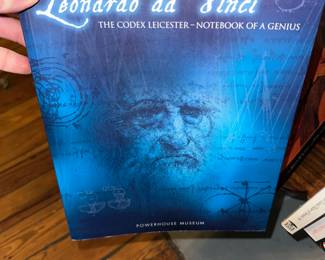 Leonardo da Vinci
THE CODEX LEICESTER – NOTEBOOK OF A GENIUS
POWERHOUSE MUSEUM